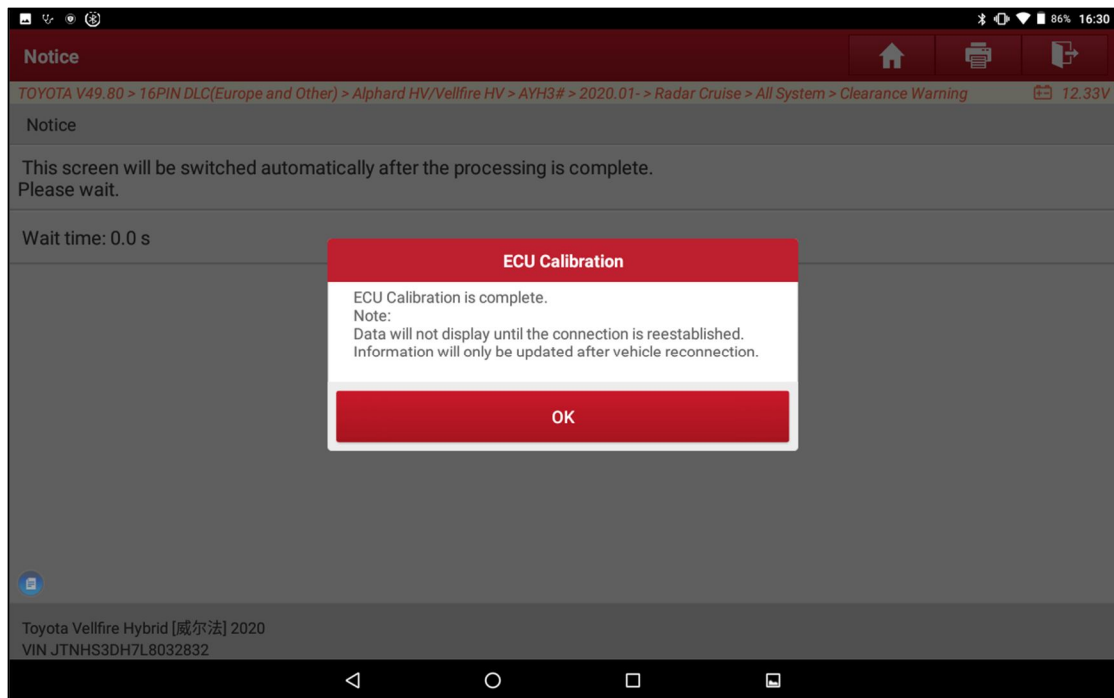 86% 16:30
Notice
TOYOTA V49.80 > 16PIN DLC(Europe and Other) > Alphard HV/Vellfire HV > AYH3# > 2020.01- > Radar Cruise > All System > Clearance Warning
12.33V
Notice
This screen will be switched automatically after the processing is complete.
Please wait.
Wait time: 0.0 s
ECU Calibration
ECU Calibration is complete.
Note:
Data will not display until the connection is reestablished.
Information will only be updated after vehicle reconnection.
OK
Toyota Vellfire Hybrid [威尔法] 2020
VIN JTNHS3DH7L8032832